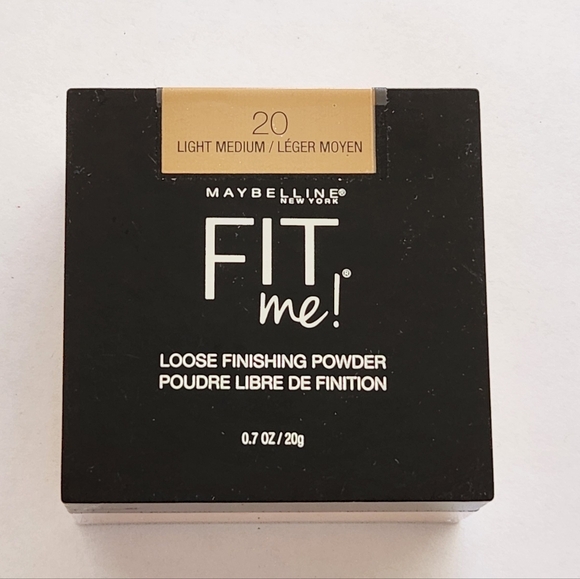 20
LIGHT MEDIUM / LÉGER MOYEN
MAYBELLINE®
NEW YORK
FIT
me!®
LOOSE FINISHING POWDER
POUDRE LIBRE DE FINITION
0.7 OZ / 20g